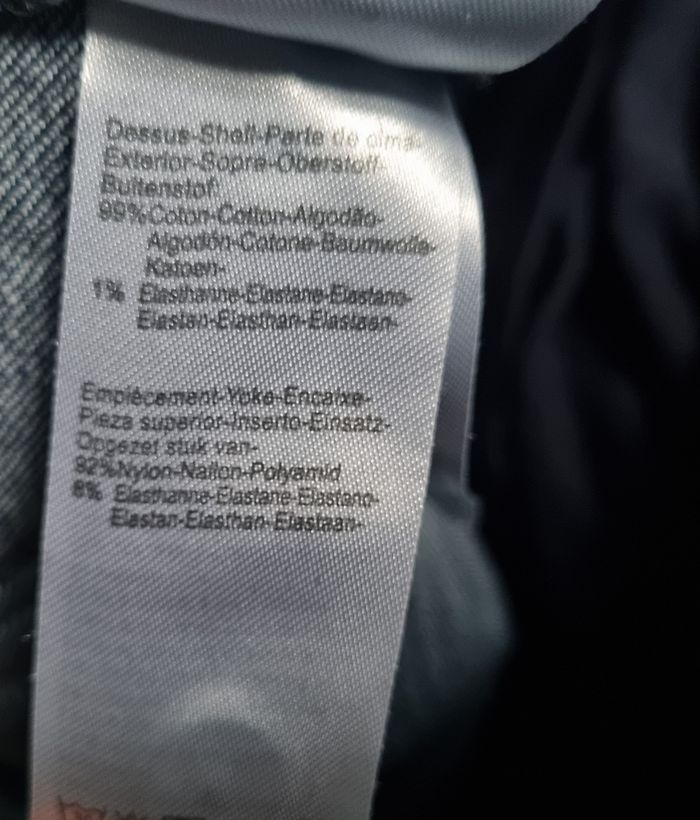 Dessus-Shell-Parte de cima-
Exterior-Sopra-Oberstoff-
Buitenstof:
99%Coton-Cotton-Algodão-
Algodón-Cotone-Baumwolle-
Katoen-
1% Elasthanne-Elastane-Elastano-
Elastan-Elasthan-Elastaan-
Empiècement-Yoke-Encaixe-
Pieza superior-Inserto-Einsatz-
Opgezet stuk van-
92%Nylon-Nailon-Polyamid
8% Elasthanne-Elastane-Elastano-
Elastan-Elasthan-Elastaan-